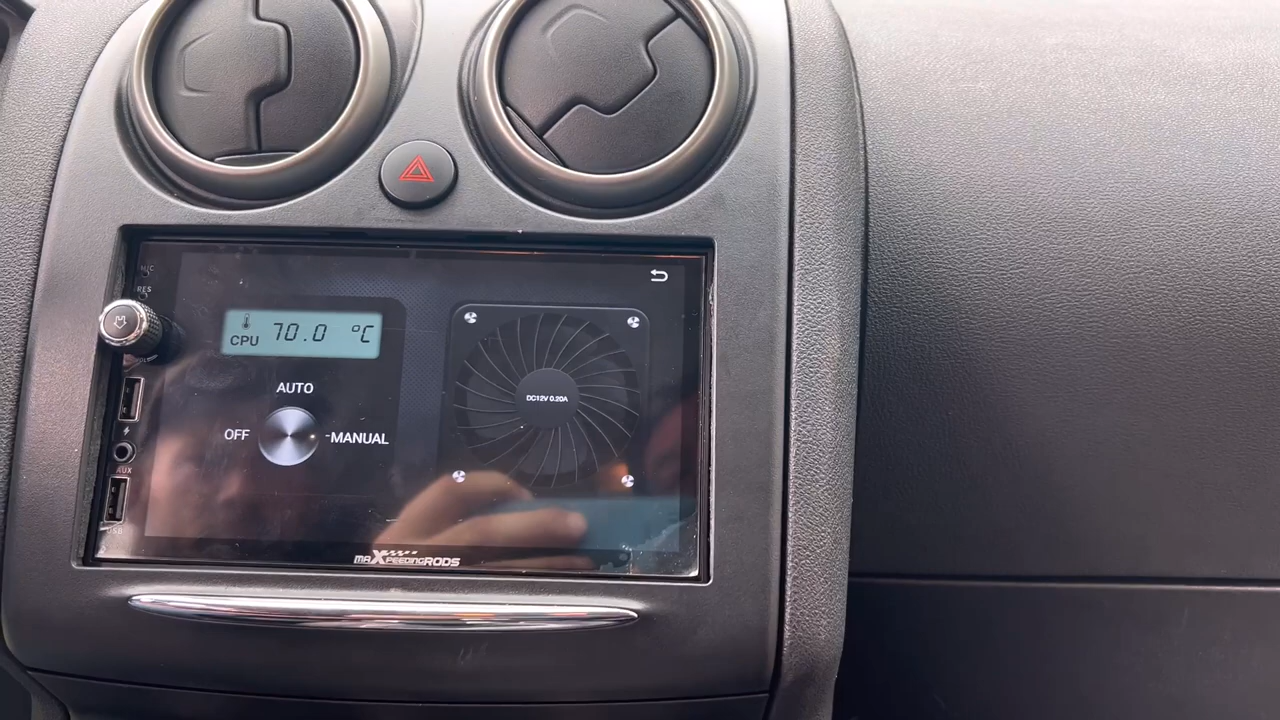 MIC
RES
CPU 70.0 °C
AUTO
OFF
-MANUAL
DC12V 0.20A
AUX
USB
maXpeedingRODS